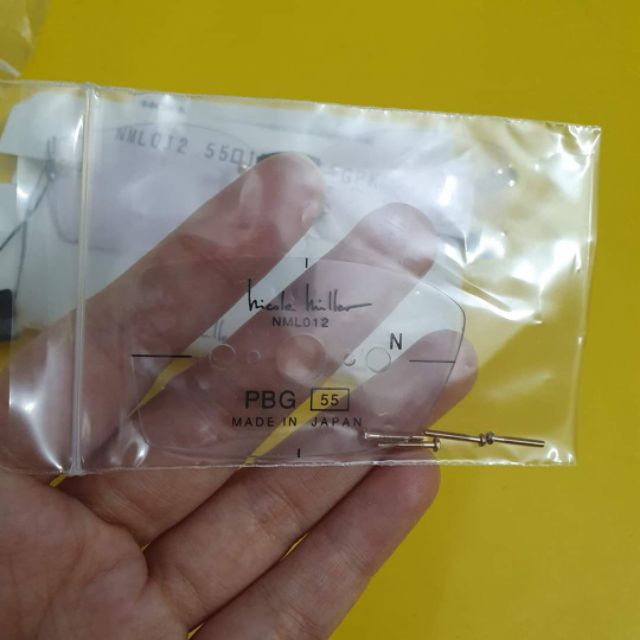 NML012 55
Nicole Miller
NML012
N
PBG 55
MADE IN JAPAN